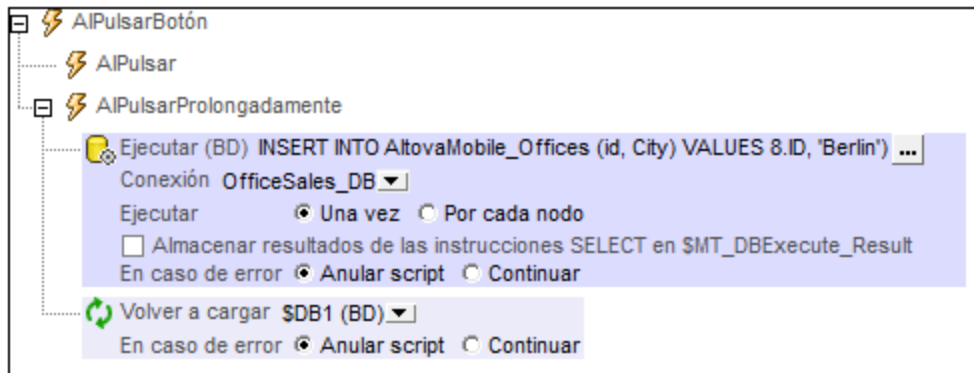 AlPulsarBotón
AlPulsar
AlPulsarProlongadamente
Ejecutar (BD) INSERT INTO AltovaMobile_Offices (id, City) VALUES 8.ID, "Berlin") ...
Conexión OfficeSales_DB
Ejecutar Una vez Por cada nodo
Almacenar resultados de las instrucciones SELECT en $MT_DBExecute_Result
En caso de error Anular script Continuar
Volver a cargar $DB1 (BD)
En caso de error Anular script Continuar